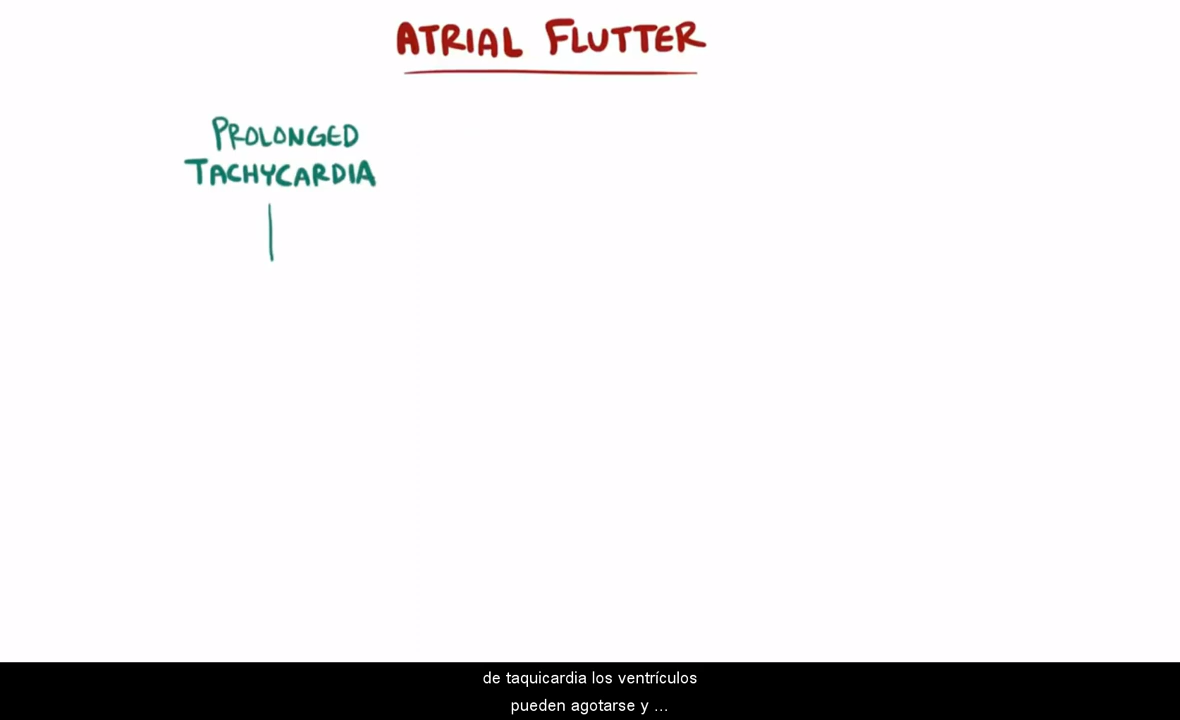 ATRIAL FLUTTER
PROLONGED
TACHYCARDIA
de taquicardia los ventrículos
pueden agotarse y ...